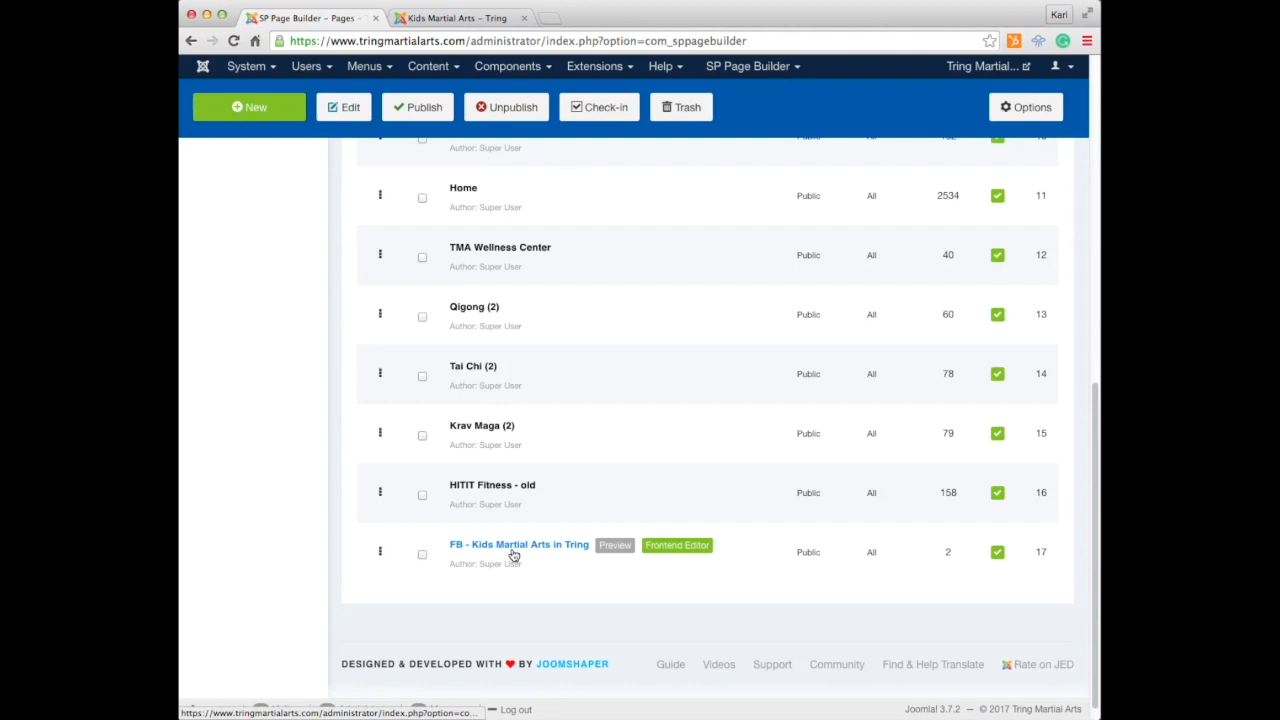 SP Page Builder - Pages -
Kids Martial Arts - Tring
Karl
https://www.tringmartialarts.com/administrator/index.php?option=com_sppagebuilder
System Users Menus Content Components Extensions Help SP Page Builder Tring Martial...
New Edit Publish Unpublish Check-in Trash Options
Author: Super User
Home Public All 2534 11
Author: Super User
TMA Wellness Center Public All 40 12
Author: Super User
Qigong (2) Public All 60 13
Author: Super User
Tai Chi (2) Public All 78 14
Author: Super User
Krav Maga (2) Public All 79 15
Author: Super User
HITIT Fitness - old Public All 158 16
Author: Super User
FB - Kids Martial Arts in Tring Preview Frontend Editor Public All 2 17
Author: Super User
DESIGNED & DEVELOPED WITH BY JOOMSHAPER Guide Videos Support Community Find & Help Translate Rate on JED
https://www.tringmartialarts.com/administrator/index.php?option=co... Log out Joomla! 3.7.2 — © 2017 Tring Martial Arts